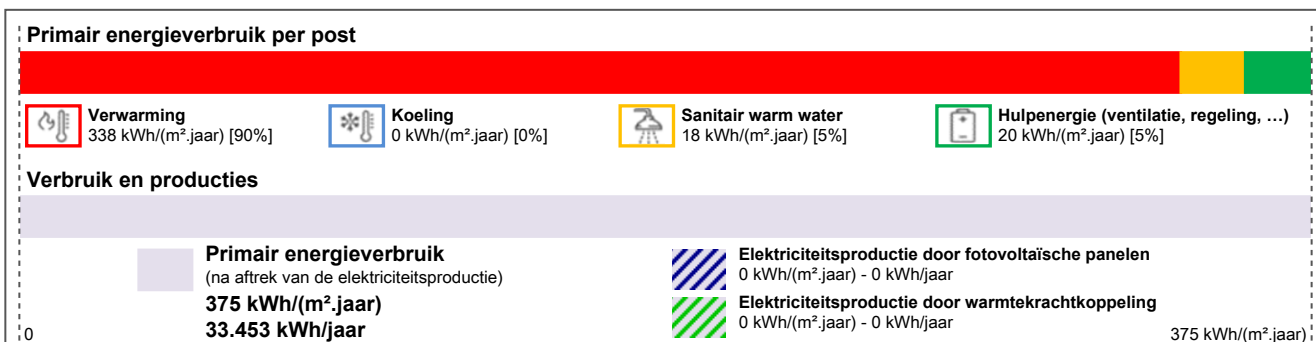 Primair energieverbruik per post
Verwarming
338 kWh/(m².jaar) [90%]
Koeling
0 kWh/(m².jaar) [0%]
Sanitair warm water
18 kWh/(m².jaar) [5%]
Hulpenergie (ventilatie, regeling, …)
20 kWh/(m².jaar) [5%]
Verbruik en producties
Primair energieverbruik
(na aftrek van de elektriciteitsproductie)
375 kWh/(m².jaar)
33.453 kWh/jaar
Elektriciteitsproductie door fotovoltaïsche panelen
0 kWh/(m².jaar) - 0 kWh/jaar
Elektriciteitsproductie door warmtekrachtkoppeling
0 kWh/(m².jaar) - 0 kWh/jaar
0
375 kWh/(m².jaar)